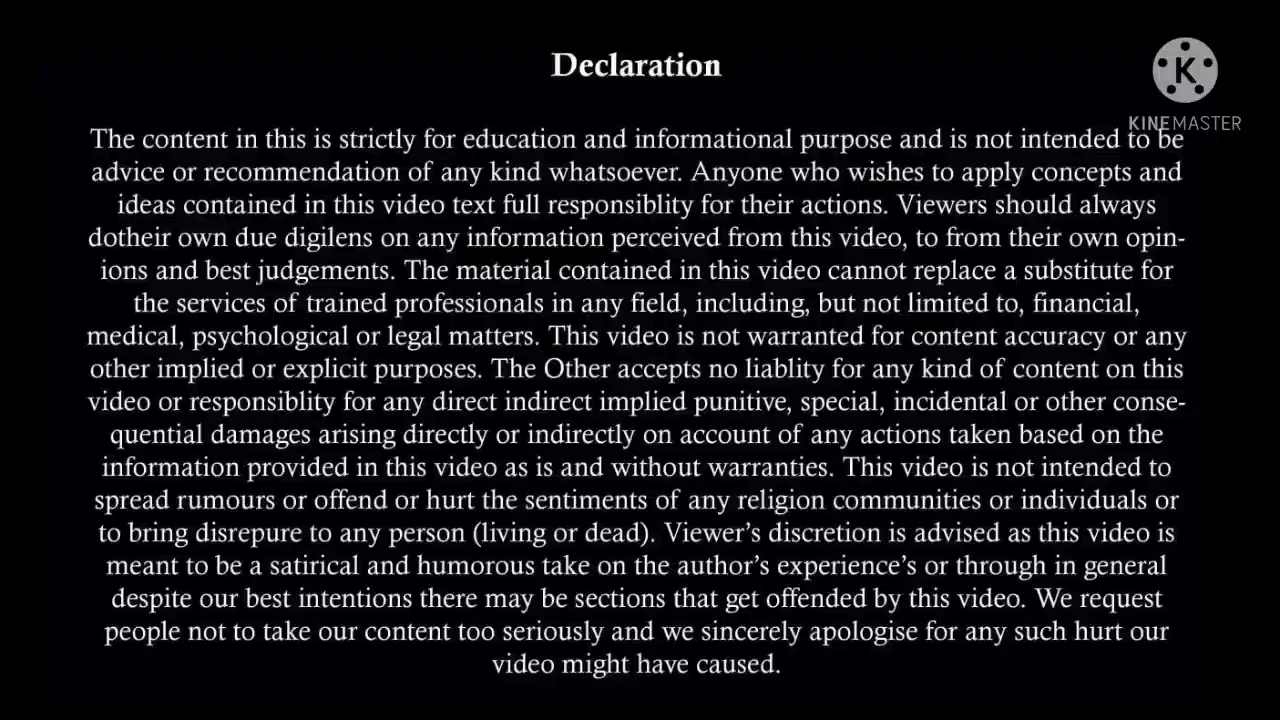 Declaration
K
KINEMASTER
The content in this is strictly for education and informational purpose and is not intended to be
advice or recommendation of any kind whatsoever. Anyone who wishes to apply concepts and
ideas contained in this video text full responsiblity for their actions. Viewers should always
dotheir own due digilens on any information perceived from this video, to from their own opin-
ions and best judgements. The material contained in this video cannot replace a substitute for
the services of trained professionals in any field, including, but not limited to, financial,
medical, psychological or legal matters. This video is not warranted for content accuracy or any
other implied or explicit purposes. The Other accepts no liablity for any kind of content on this
video or responsiblity for any direct indirect implied punitive, special, incidental or other conse-
quential damages arising directly or indirectly on account of any actions taken based on the
information provided in this video as is and without warranties. This video is not intended to
spread rumours or offend or hurt the sentiments of any religion communities or individuals or
to bring disrepure to any person (living or dead). Viewer’s discretion is advised as this video is
meant to be a satirical and humorous take on the author’s experience’s or through in general
despite our best intentions there may be sections that get offended by this video. We request
people not to take our content too seriously and we sincerely apologise for any such hurt our
video might have caused.